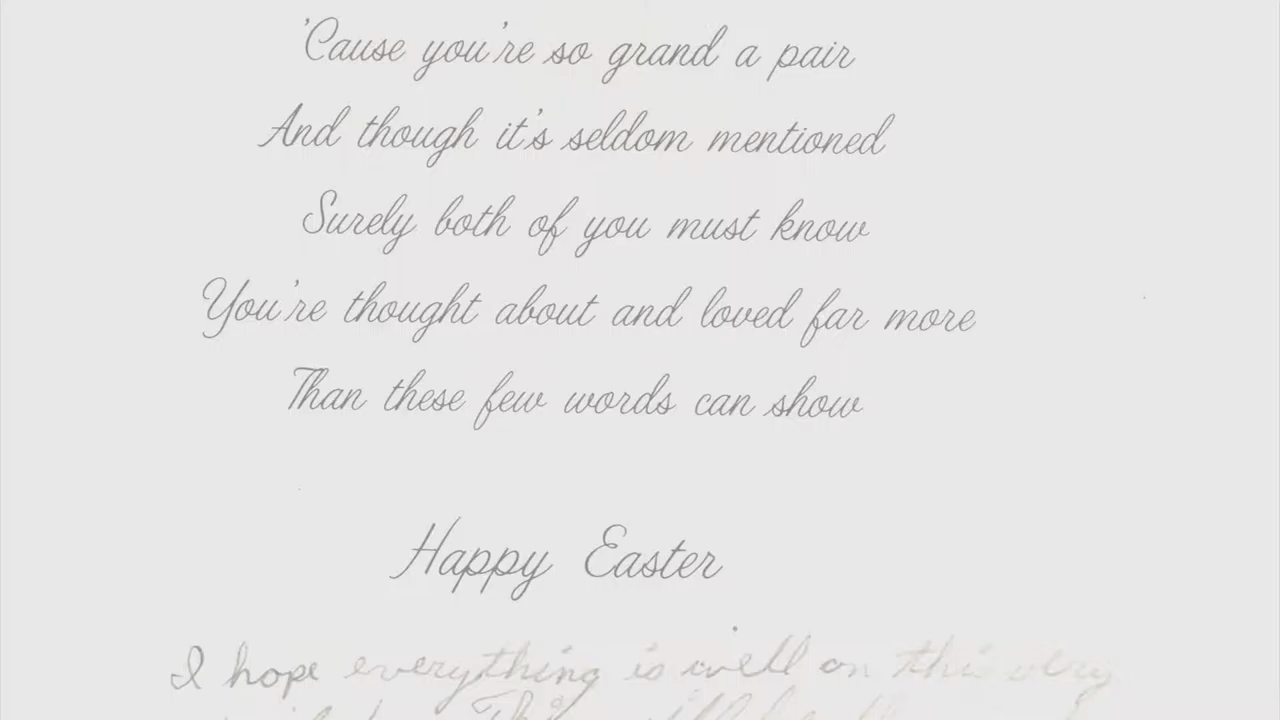 'Cause you're so grand a pair
And though it's seldom mentioned
Surely both of you must know
You're thought about and loved far more
Than these few words can show
Happy Easter
I hope everything is well on this very